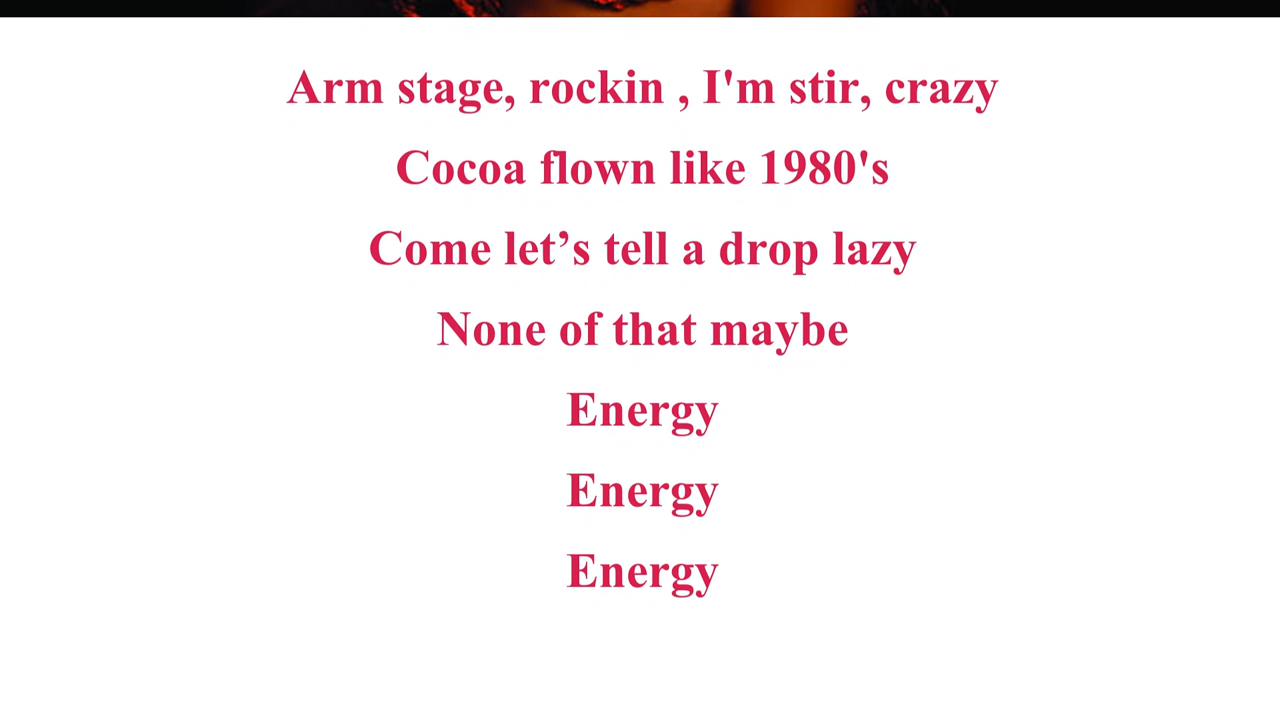 Arm stage, rockin , I'm stir, crazy
Cocoa flown like 1980's
Come let’s tell a drop lazy
None of that maybe
Energy
Energy
Energy